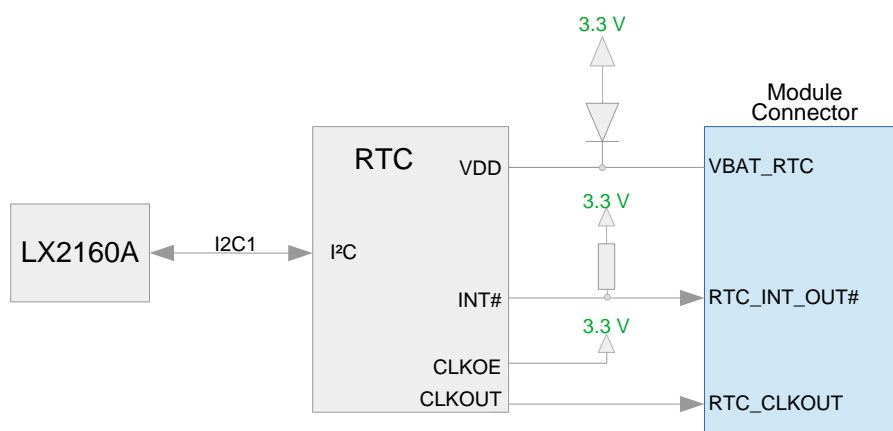 3.3 V
Module
Connector
RTC
VDD
VBAT_RTC
3.3 V
LX2160A
I2C1
I²C
INT#
RTC_INT_OUT#
3.3 V
CLKOE
CLKOUT
RTC_CLKOUT